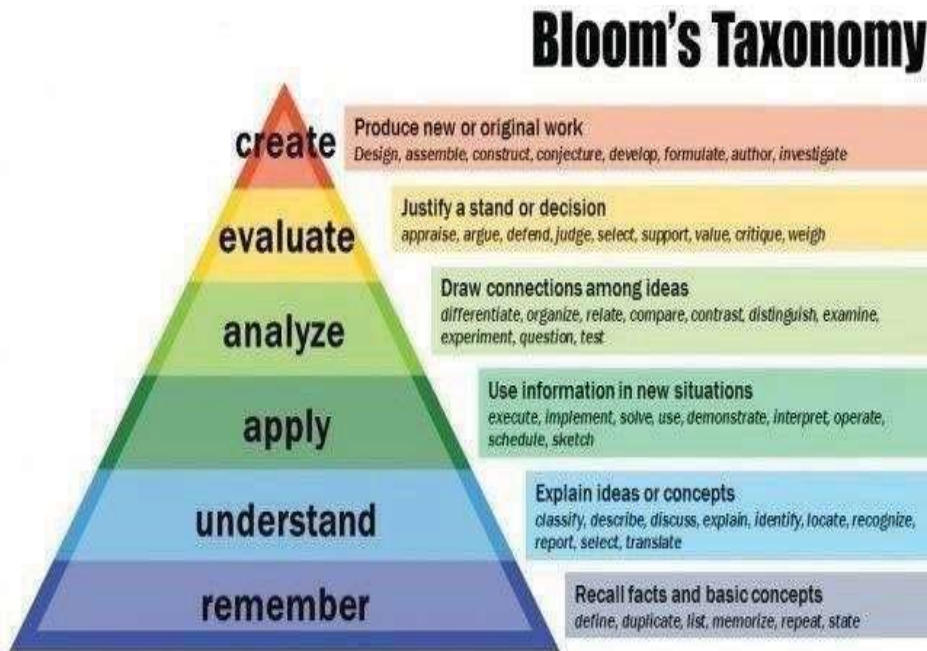 Bloom's Taxonomy
create
Produce new or original work
Design, assemble, construct, conjecture, develop, formulate, author, investigate
evaluate
Justify a stand or decision
appraise, argue, defend, judge, select, support, value, critique, weigh
analyze
Draw connections among ideas
differentiate, organize, relate, compare, contrast, distinguish, examine,
experiment, question, test
apply
Use information in new situations
execute, implement, solve, use, demonstrate, interpret, operate,
schedule, sketch
understand
Explain ideas or concepts
classify, describe, discuss, explain, identify, locate, recognize,
report, select, translate
remember
Recall facts and basic concepts
define, duplicate, list, memorize, repeat, state